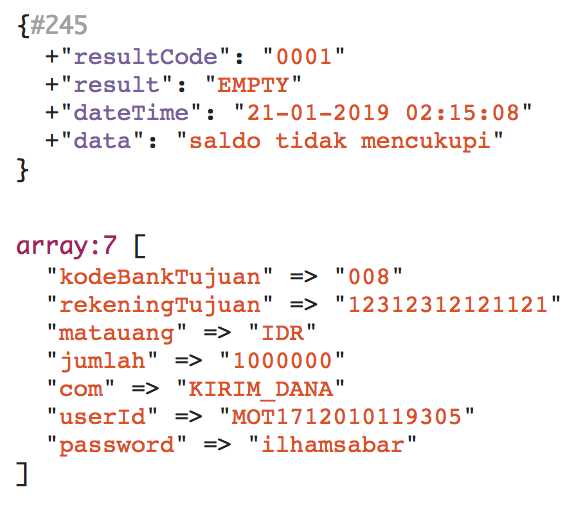 {#245
+"resultCode": "0001"
+"result": "EMPTY"
+"dateTime": "21-01-2019 02:15:08"
+"data": "saldo tidak mencukupi"
}
array:7 [
"kodeBankTujuan" => "008"
"rekeningTujuan" => "12312312121121"
"matauang" => "IDR"
"jumlah" => "1000000"
"com" => "KIRIM_DANA"
"userId" => "MOT1712010119305"
"password" => "ilhamsabar"
]